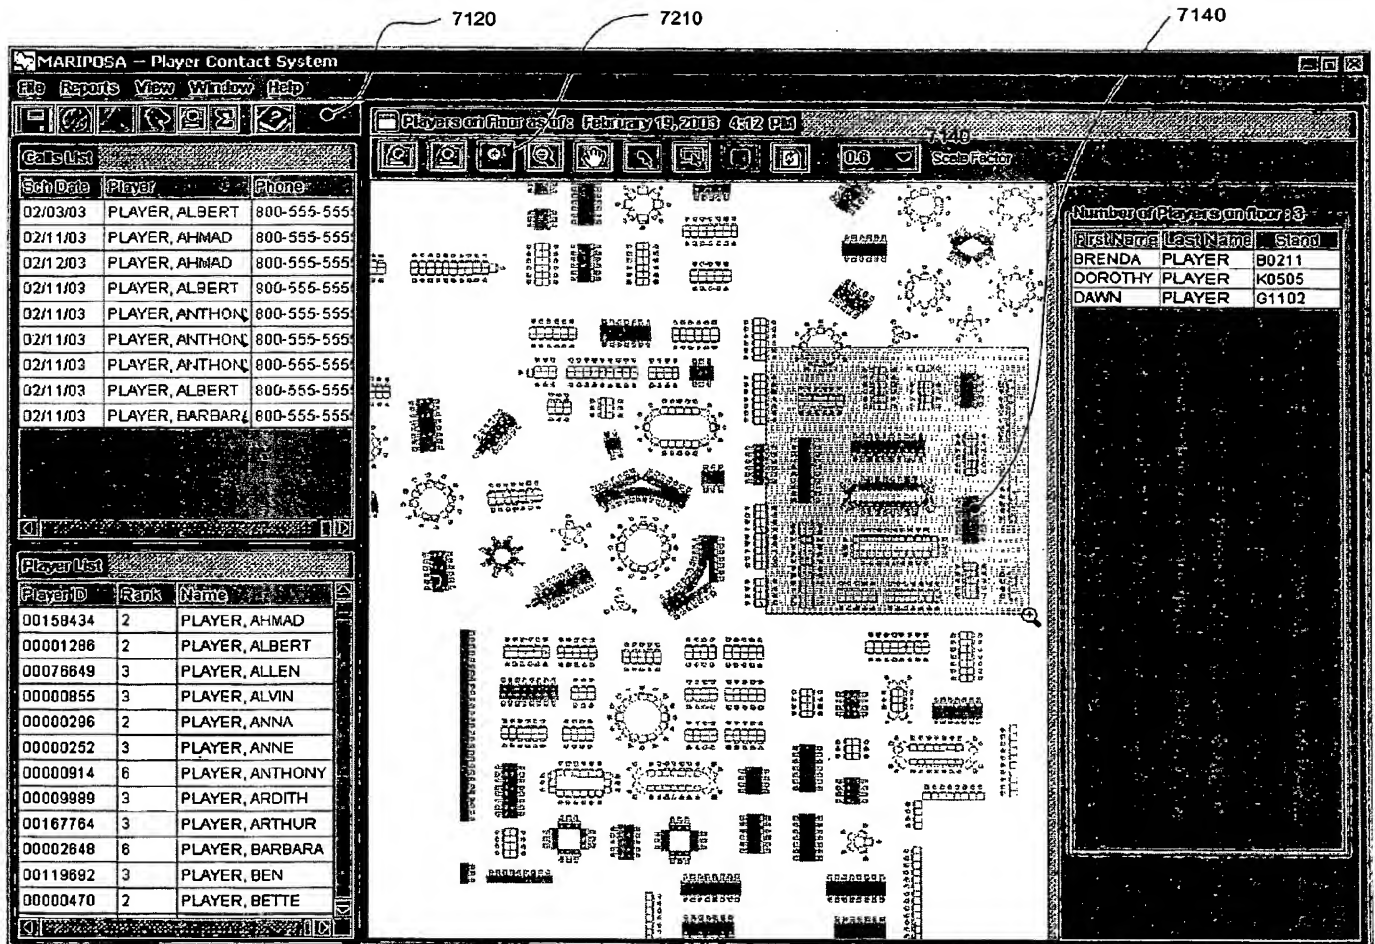 7120
7210
7140
MARIPOSA – Player Contact System
File Reports View Window Help
Players on Floor as of: February 19, 2003 4:12 PM
7140
0.6 Scale Factor
Calls List
Sch Date Player Phone
02/03/03 PLAYER, ALBERT 800-555-555
02/11/03 PLAYER, AHMAD 800-555-555
02/12/03 PLAYER, AHMAD 800-555-555
02/11/03 PLAYER, ALBERT 800-555-555
02/11/03 PLAYER, ANTHON 800-555-555
02/11/03 PLAYER, ANTHON 800-555-555
02/11/03 PLAYER, ANTHON 800-555-555
02/11/03 PLAYER, ALBERT 800-555-555
02/11/03 PLAYER, BARBAR 800-555-555
Number of Players on floor : 3
First Name Last Name Stand
BRENDA PLAYER B0211
DOROTHY PLAYER K0505
DAWN PLAYER G1102
Player List
Player ID Rank Name
00158434 2 PLAYER, AHMAD
00001286 2 PLAYER, ALBERT
00076649 3 PLAYER, ALLEN
00000855 3 PLAYER, ALVIN
00000296 2 PLAYER, ANNA
00000252 3 PLAYER, ANNE
00000914 6 PLAYER, ANTHONY
00009989 3 PLAYER, ARDITH
00167764 3 PLAYER, ARTHUR
00002648 6 PLAYER, BARBARA
00119692 3 PLAYER, BEN
00000470 2 PLAYER, BETTE